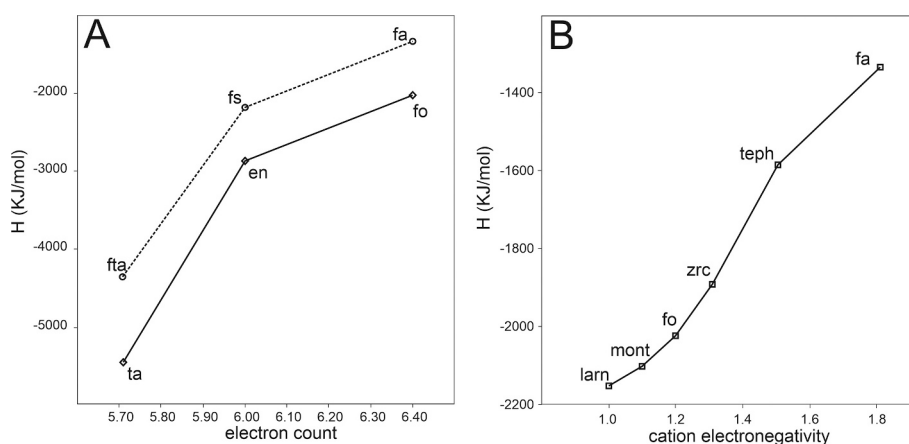 A
H (KJ/mol)
-2000
-3000
-4000
-5000
fa
fs
fo
en
fta
ta
5.70 5.80 5.90 6.00 6.10 6.20 6.30 6.40
electron count
B
H (KJ/mol)
-1400
-1600
-1800
-2000
-2200
fa
teph
zrc
fo
mont
larn
1.0 1.2 1.4 1.6 1.8
cation electronegativity